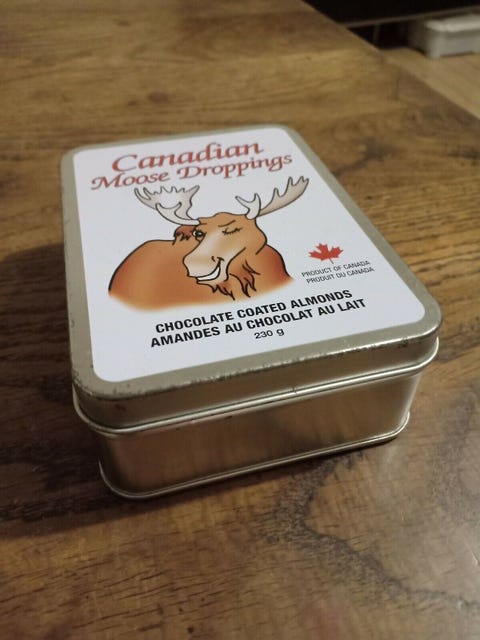 Canadian
Moose Droppings
PRODUCT OF CANADA
PRODUIT DU CANADA
CHOCOLATE COATED ALMONDS
AMANDES AU CHOCOLAT AU LAIT
230 g